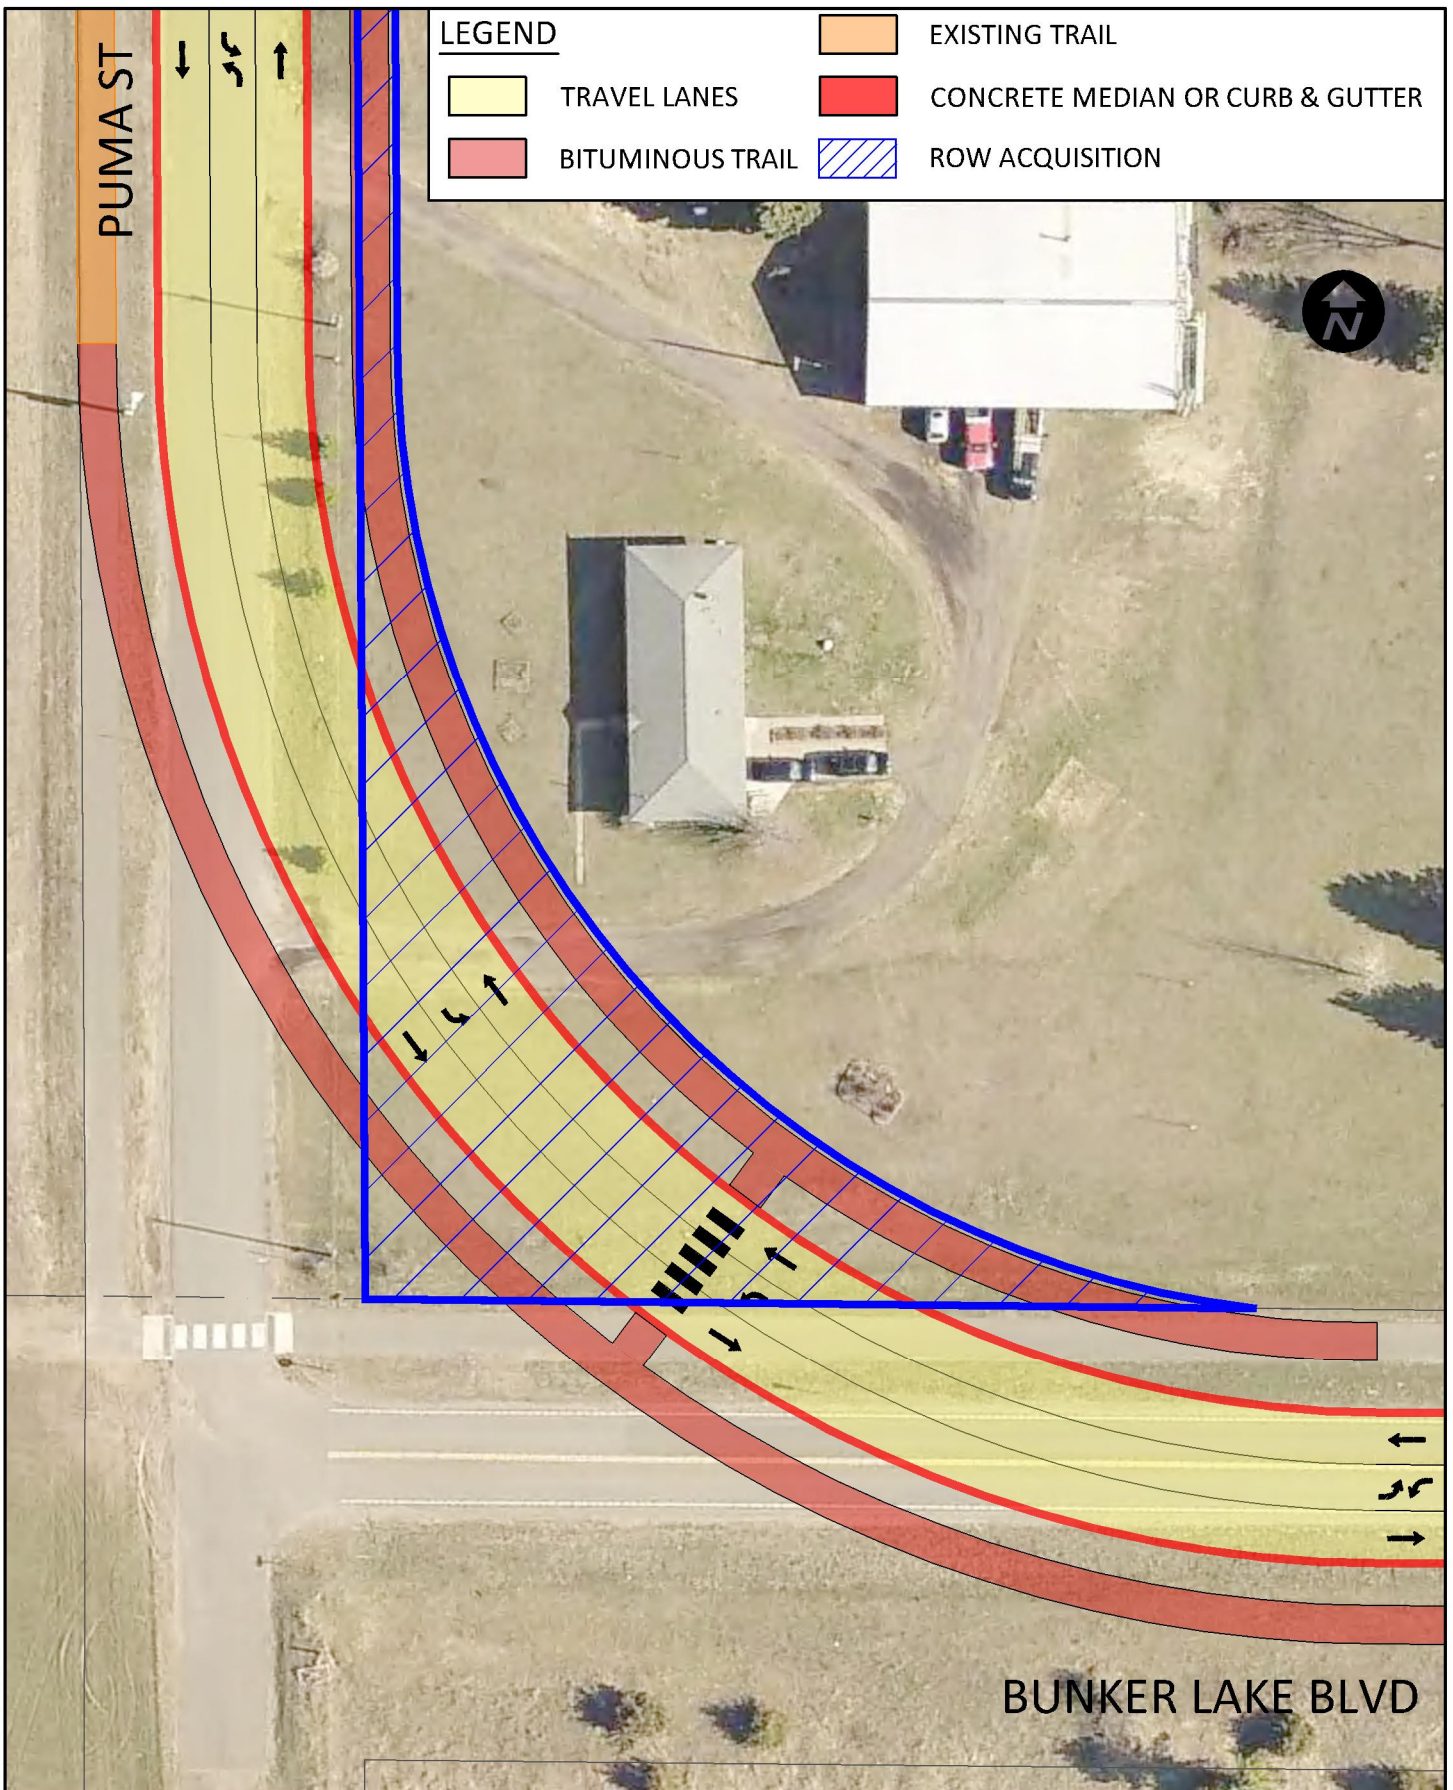 PUMA ST
LEGEND
TRAVEL LANES
BITUMINOUS TRAIL
EXISTING TRAIL
CONCRETE MEDIAN OR CURB & GUTTER
ROW ACQUISITION
N
BUNKER LAKE BLVD